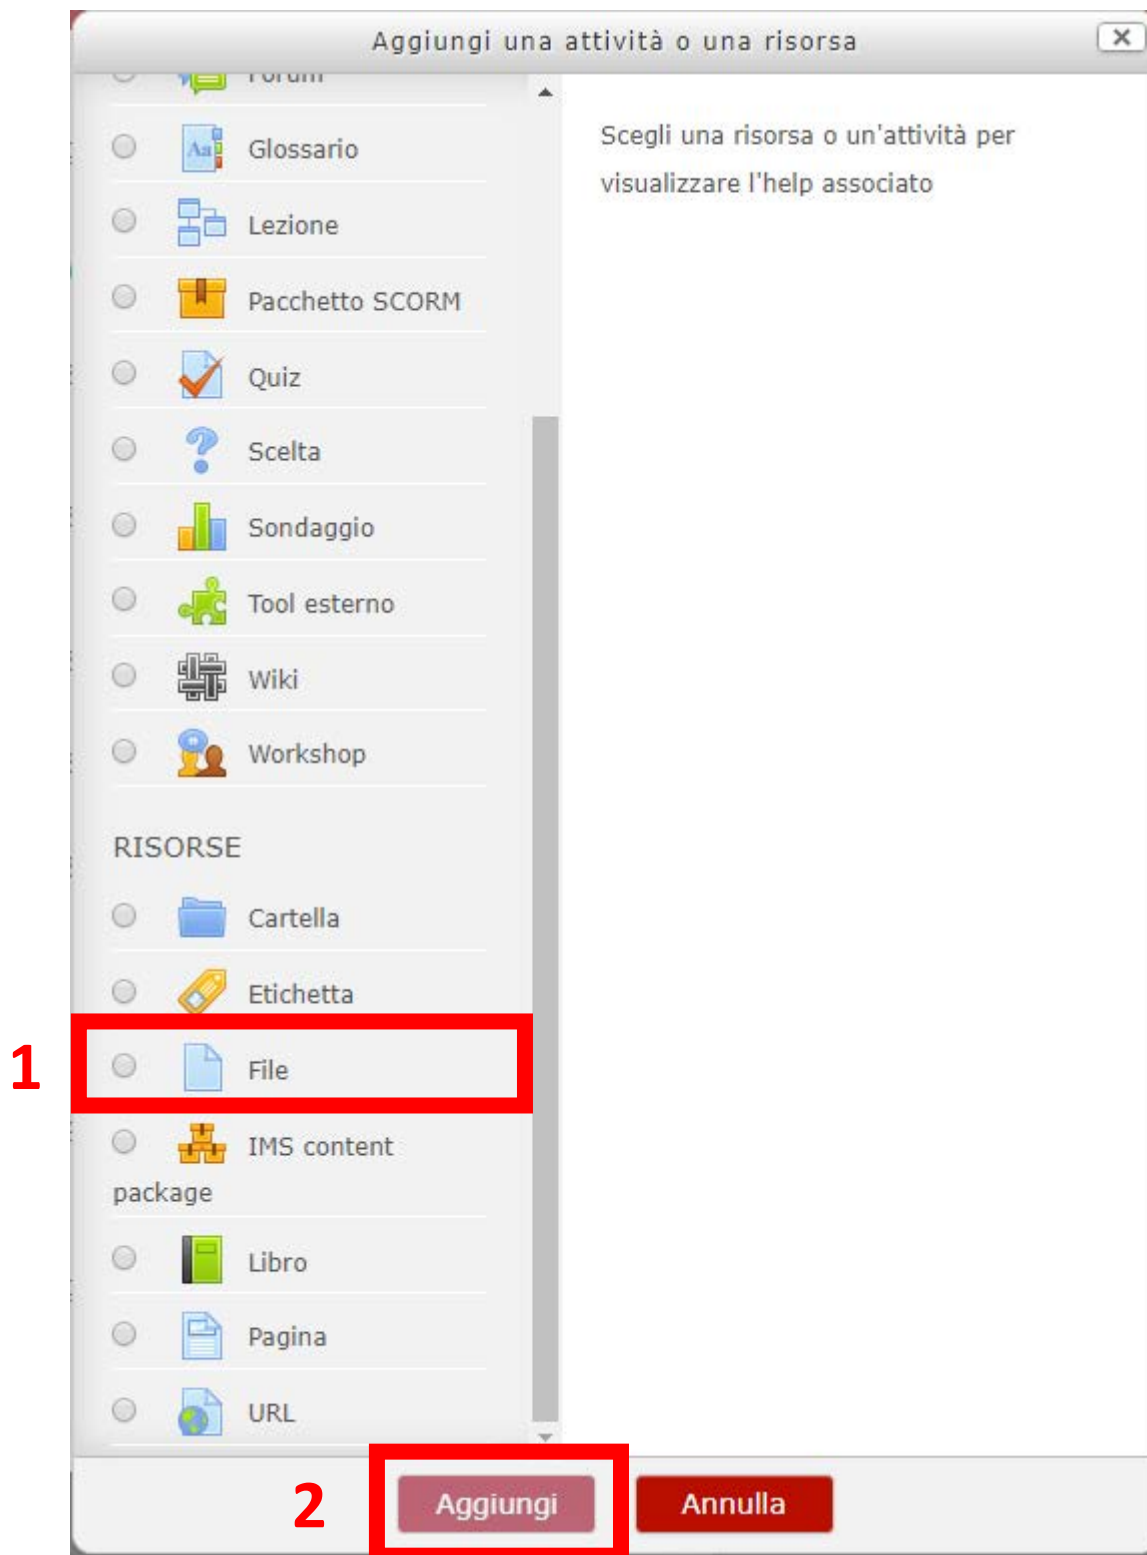 Aggiungi una attività o una risorsa
Forum
Glossario
Scegli una risorsa o un'attività per
visualizzare l'help associato
Lezione
Pacchetto SCORM
Quiz
Scelta
Sondaggio
Tool esterno
Wiki
Workshop
RISORSE
Cartella
Etichetta
1
File
IMS content
package
Libro
Pagina
URL
2
Aggiungi
Annulla